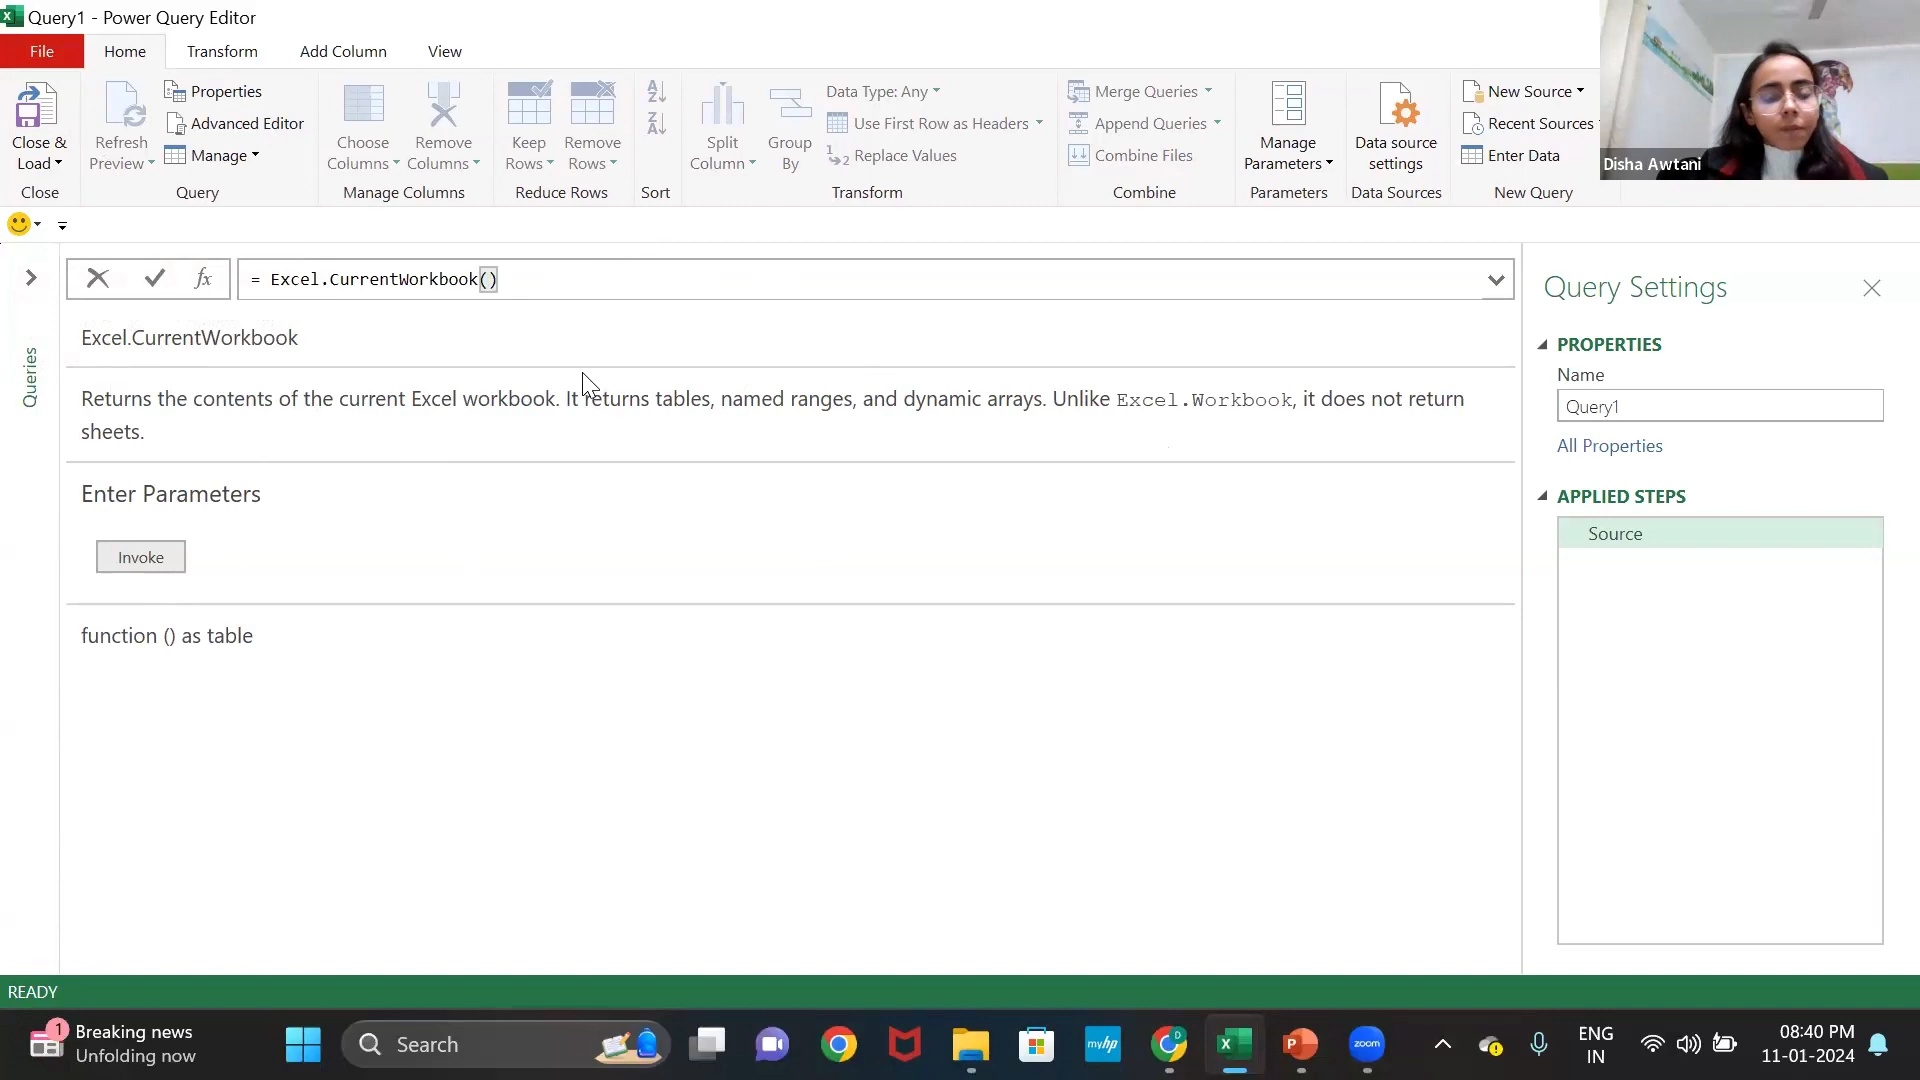 Query1 - Power Query Editor
File Home Transform Add Column View
Close & Load
Close
Refresh Preview
Properties
Advanced Editor
Manage
Query
Choose Columns
Remove Columns
Manage Columns
Keep Rows
Remove Rows
Reduce Rows
A Z
Z A
Sort
Split Column
Group By
Data Type: Any
Use First Row as Headers
1 2 Replace Values
Transform
Merge Queries
Append Queries
Combine Files
Combine
Manage Parameters
Parameters
Data source settings
Data Sources
New Source
Recent Sources
Enter Data
New Query
Disha Awtani
fx
= Excel.CurrentWorkbook()
Queries
Excel.CurrentWorkbook
Returns the contents of the current Excel workbook. It returns tables, named ranges, and dynamic arrays. Unlike Excel.Workbook, it does not return
sheets.
Enter Parameters
Invoke
function () as table
Query Settings
PROPERTIES
Name
Query1
All Properties
APPLIED STEPS
Source
READY
1
Breaking news
Unfolding now
Search
myhp
D
X
P
zoom
ENG
IN
08:40 PM
11-01-2024